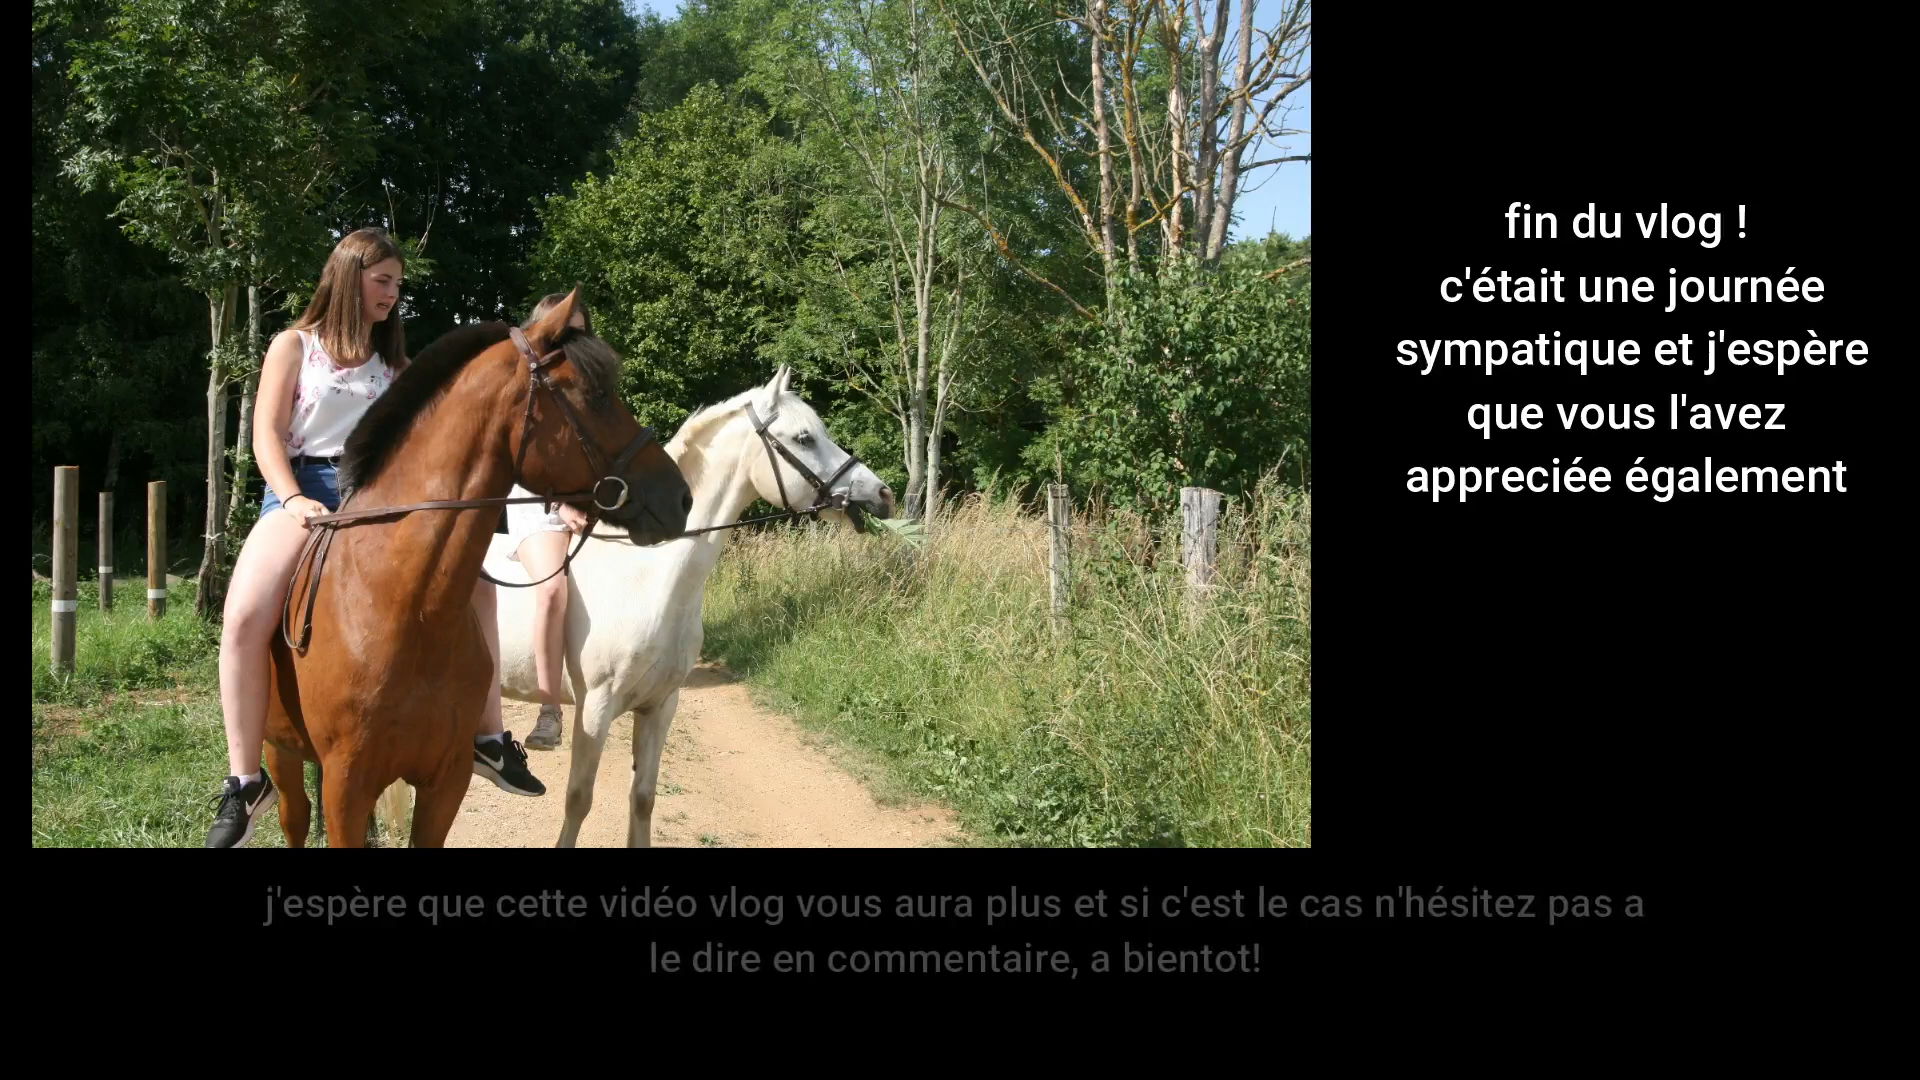 fin du vlog !
c'était une journée
sympatique et j'espère
que vous l'avez
appreciée également
j'espère que cette vidéo vlog vous aura plus et si c'est le cas n'hésitez pas a
le dire en commentaire, a bientot!